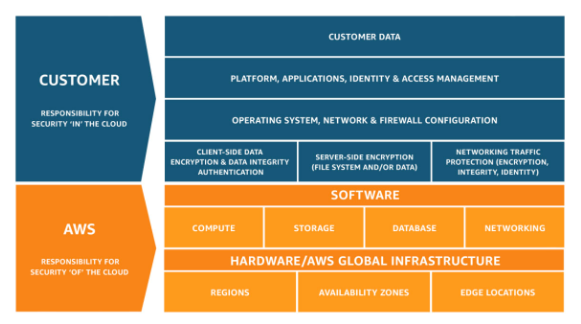 CUSTOMER
RESPONSIBILITY FOR
SECURITY 'IN' THE CLOUD
CUSTOMER DATA
PLATFORM, APPLICATIONS, IDENTITY & ACCESS MANAGEMENT
OPERATING SYSTEM, NETWORK & FIREWALL CONFIGURATION
CLIENT-SIDE DATA
ENCRYPTION & DATA INTEGRITY
AUTHENTICATION
SERVER-SIDE ENCRYPTION
(FILE SYSTEM AND/OR DATA)
NETWORKING TRAFFIC
PROTECTION (ENCRYPTION,
INTEGRITY, IDENTITY)
AWS
RESPONSIBILITY FOR
SECURITY 'OF' THE CLOUD
SOFTWARE
COMPUTE
STORAGE
DATABASE
NETWORKING
HARDWARE/AWS GLOBAL INFRASTRUCTURE
REGIONS
AVAILABILITY ZONES
EDGE LOCATIONS